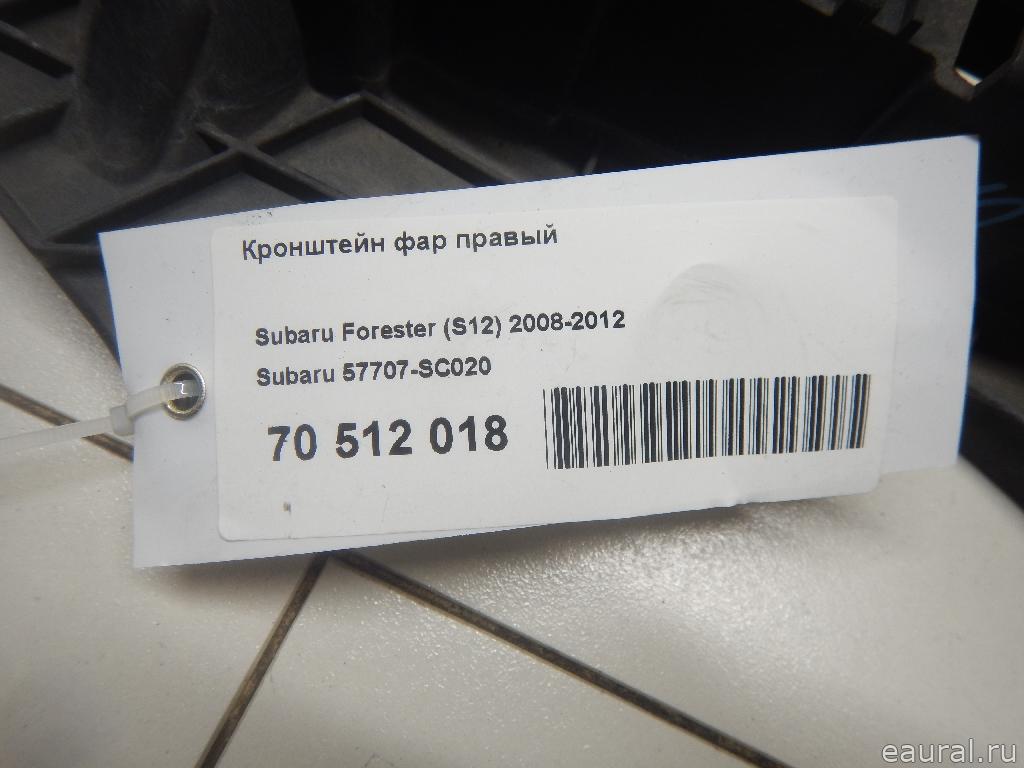 Кронштейн фар правый
Subaru Forester (S12) 2008-2012
Subaru 57707-SC020
70 512 018
eaural.ru